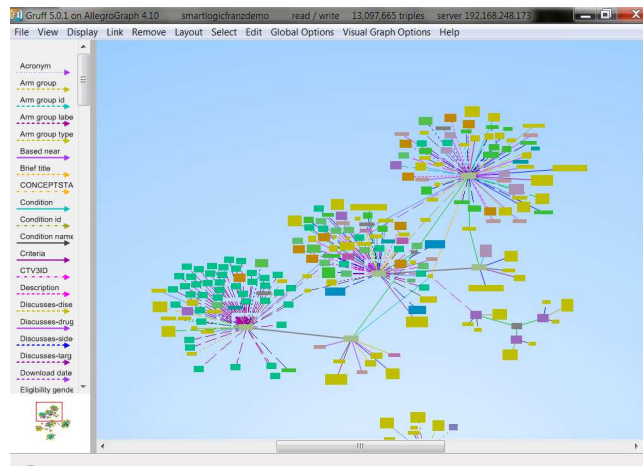 Gruff 5.0.1 on AllegroGraph 4.10 smartlogicfranzdemo read / write 13,097,665 triples server 192.168.248.173
File View Display Link Remove Layout Select Edit Global Options Visual Graph Options Help
Acronym
Arm group
Arm group id
Arm group labe
Arm group type
Based near
Brief title
CONCEPTSTA
Condition
Condition id
Condition name
Criteria
CTV3ID
Description
Discusses-dise
Discusses-drug
Discusses-side
Discusses-targ
Download date
Eligibility gende